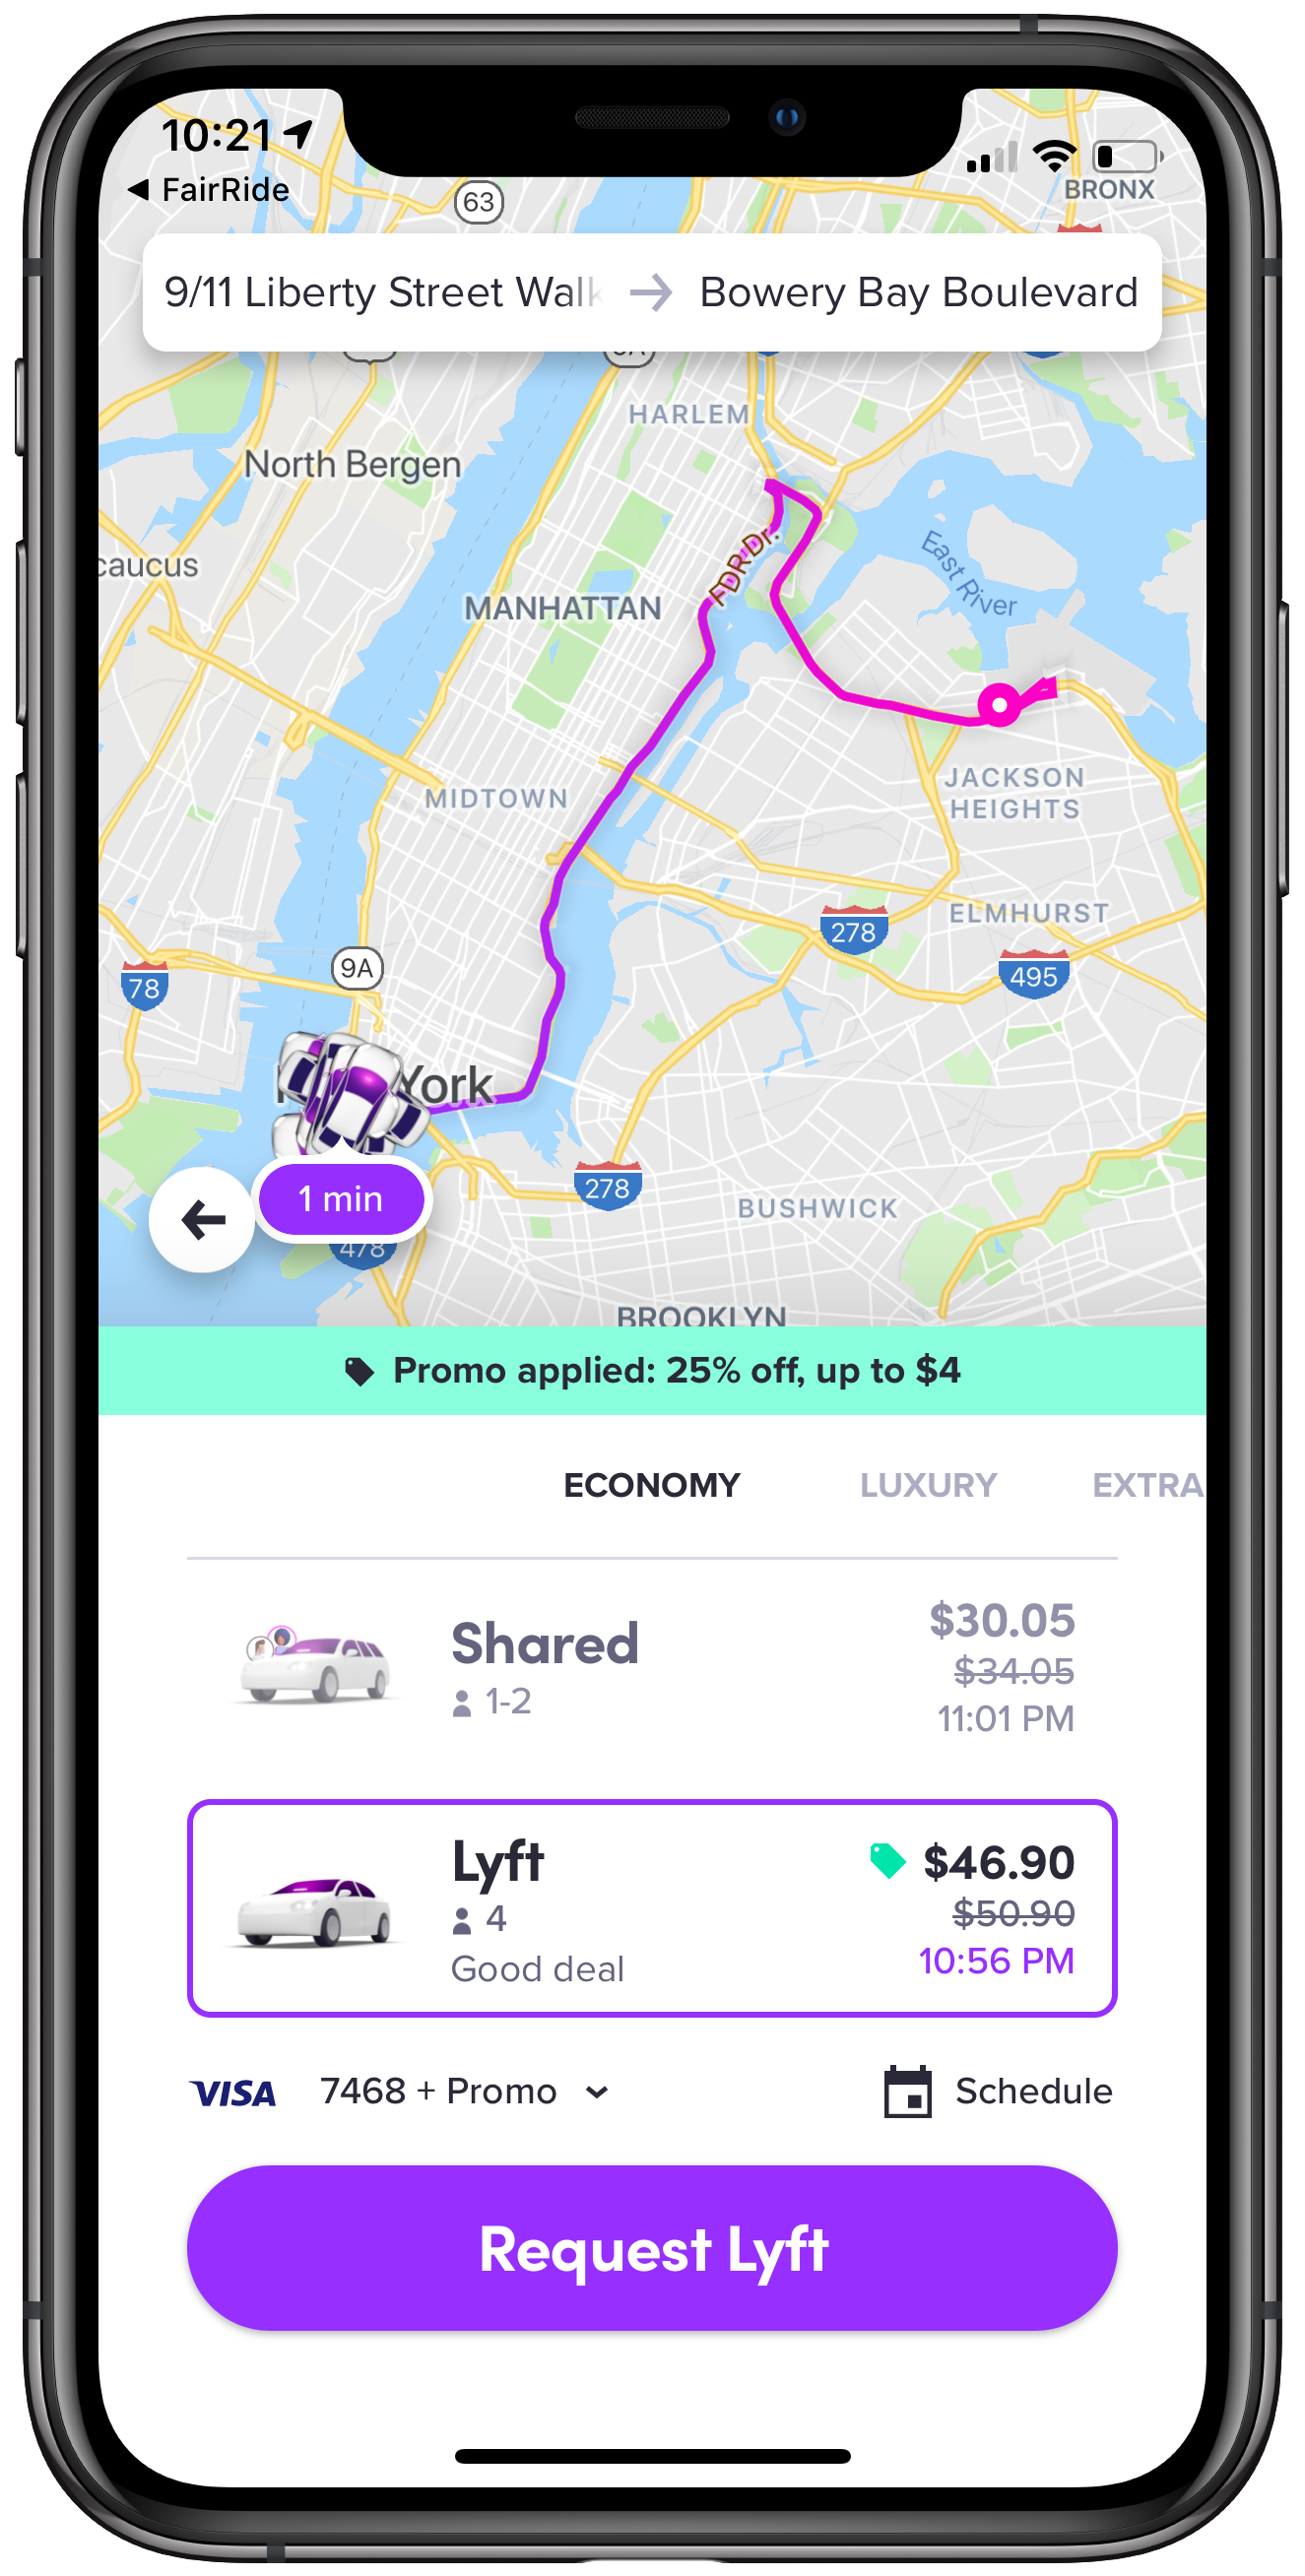 10:21
FairRide
BRONX
63
9/11 Liberty Street Walk
Bowery Bay Boulevard
HARLEM
North Bergen
caucus
FDR Dr.
East River
MANHATTAN
MIDTOWN
JACKSON
HEIGHTS
ELMHURST
278
9A
495
78
York
278
1 min
BUSHWICK
478
BROOKLYN
Promo applied: 25% off, up to $4
ECONOMY LUXURY EXTRA
Shared
$30.05
$34.05
1-2
11:01 PM
Lyft
$46.90
$50.90
4
10:56 PM
Good deal
VISA 7468 + Promo
Schedule
Request Lyft